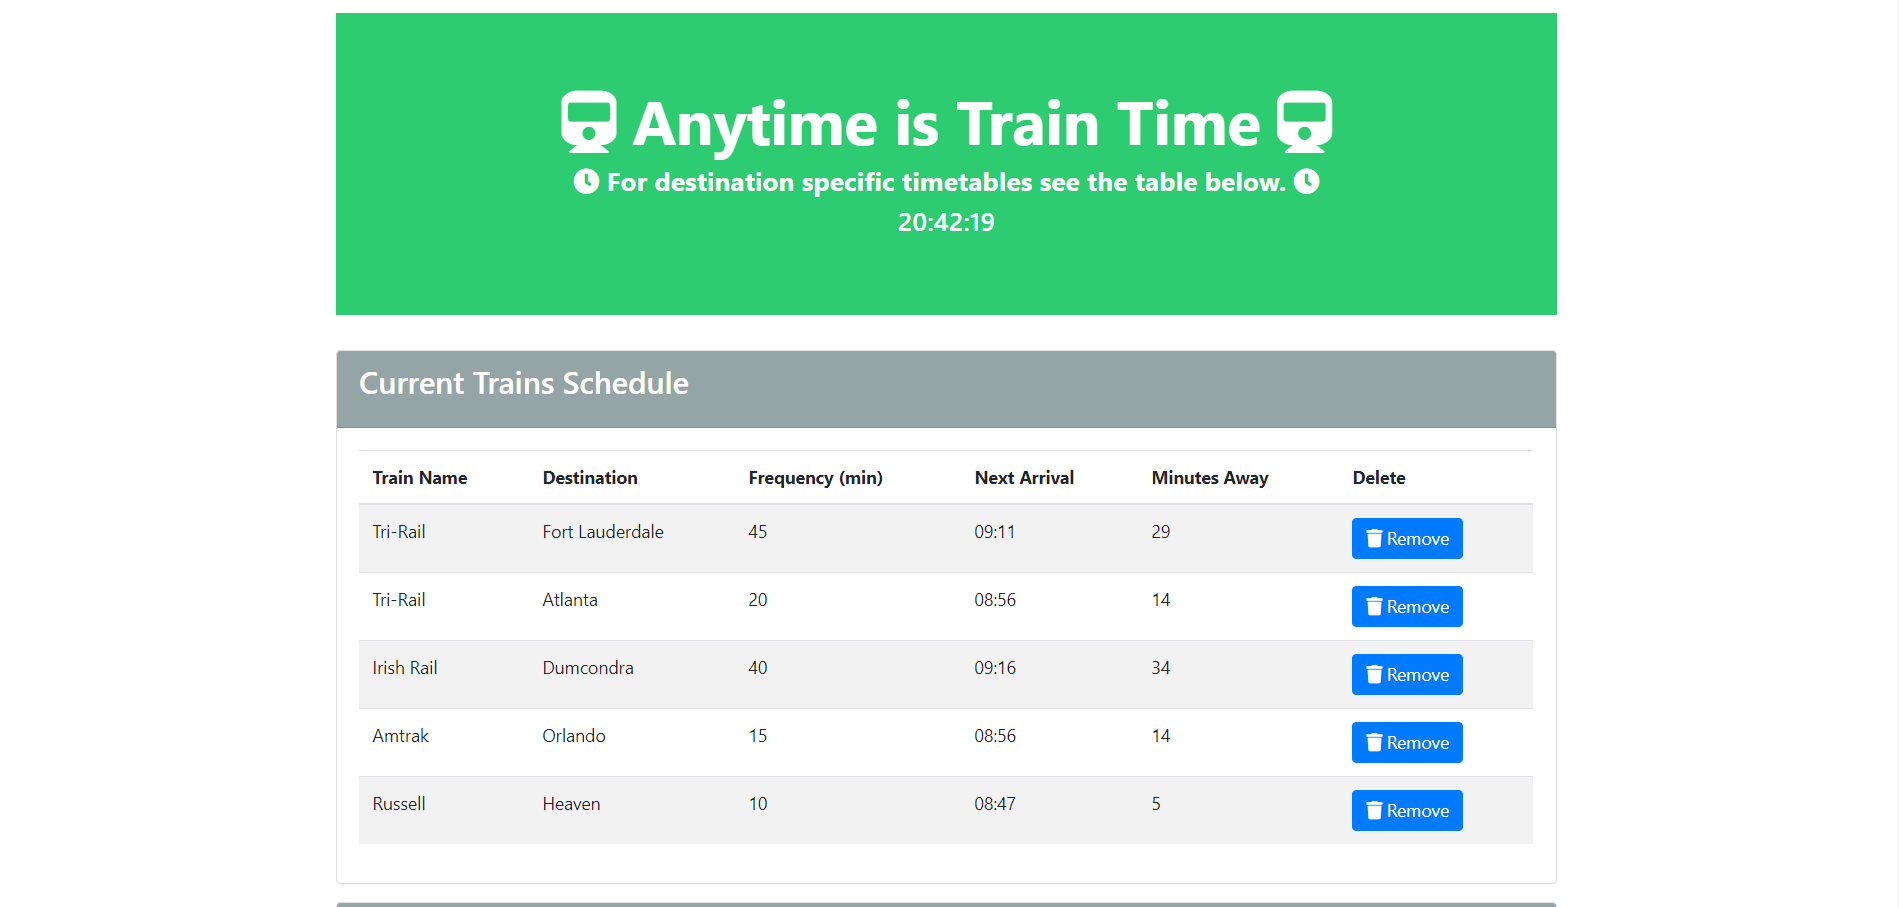 Anytime is Train Time
For destination specific timetables see the table below.
20:42:19
Current Trains Schedule
Train Name Destination Frequency (min) Next Arrival Minutes Away Delete
Tri-Rail Fort Lauderdale 45 09:11 29 Remove
Tri-Rail Atlanta 20 08:56 14 Remove
Irish Rail Dumcondra 40 09:16 34 Remove
Amtrak Orlando 15 08:56 14 Remove
Russell Heaven 10 08:47 5 Remove